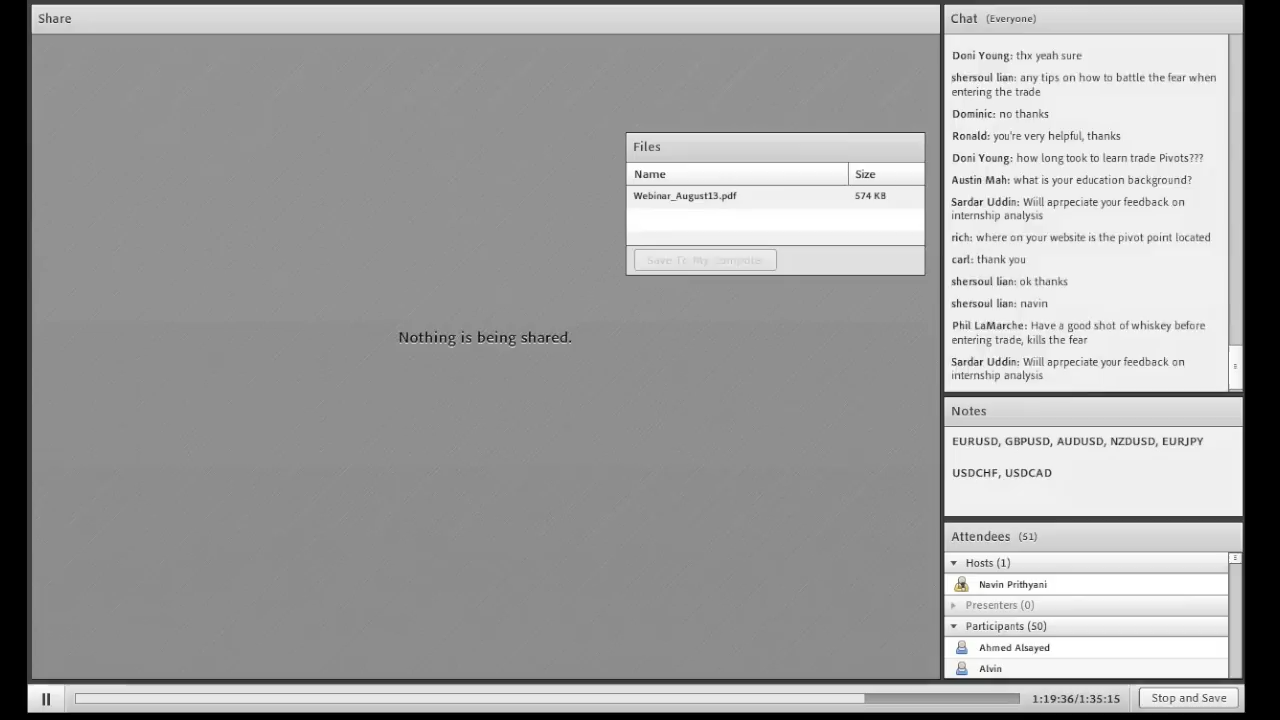 Share
Nothing is being shared.
Files
Name Size
Webinar_August13.pdf 574 KB
Save To My Computer
Chat (Everyone)
Doni Young: thx yeah sure
shersoul lian: any tips on how to battle the fear when
entering the trade
Dominic: no thanks
Ronald: you're very helpful, thanks
Doni Young: how long took to learn trade Pivots???
Austin Mah: what is your education background?
Sardar Uddin: Wiill aprpeciate your feedback on
internship analysis
rich: where on your website is the pivot point located
carl: thank you
shersoul lian: ok thanks
shersoul lian: navin
Phil LaMarche: Have a good shot of whiskey before
entering trade, kills the fear
Sardar Uddin: Wiill aprpeciate your feedback on
internship analysis
Notes
EURUSD, GBPUSD, AUDUSD, NZDUSD, EURJPY
USDCHF, USDCAD
Attendees (51)
Hosts (1)
Navin Prithyani
Presenters (0)
Participants (50)
Ahmed Alsayed
Alvin
1:19:36/1:35:15
Stop and Save